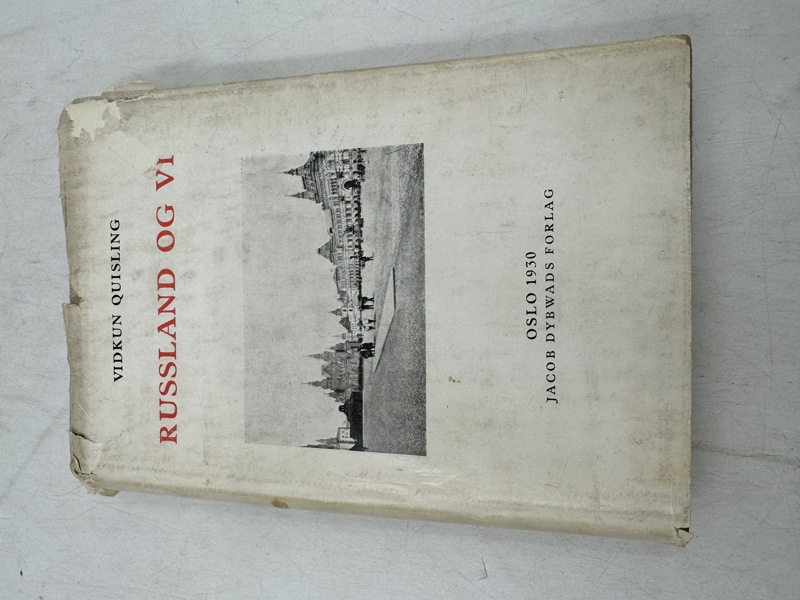 VIDKUN QUISLING
RUSSLAND OG VI
OSLO 1930
JACOB DYBWADS FORLAG